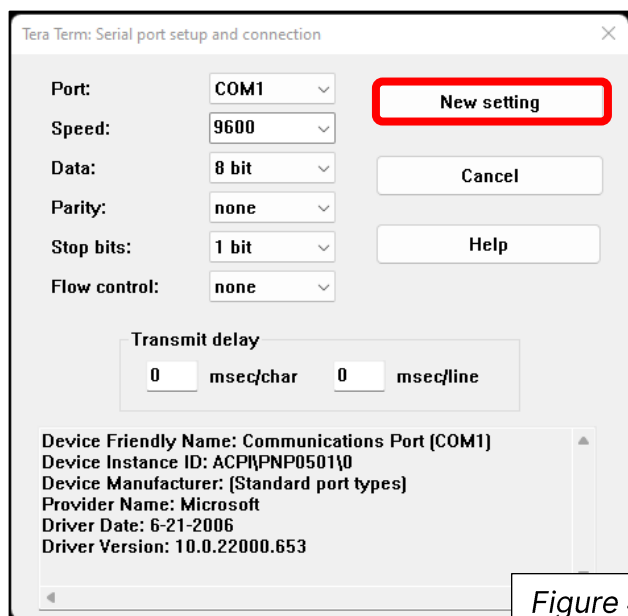 Tera Term: Serial port setup and connection
Port: COM1
New setting
Speed: 9600
Data: 8 bit
Cancel
Parity: none
Stop bits: 1 bit
Help
Flow control: none
Transmit delay
0 msec/char 0 msec/line
Device Friendly Name: Communications Port (COM1)
Device Instance ID: ACPI\PNP0501\0
Device Manufacturer: (Standard port types)
Provider Name: Microsoft
Driver Date: 6-21-2006
Driver Version: 10.0.22000.653
Figure